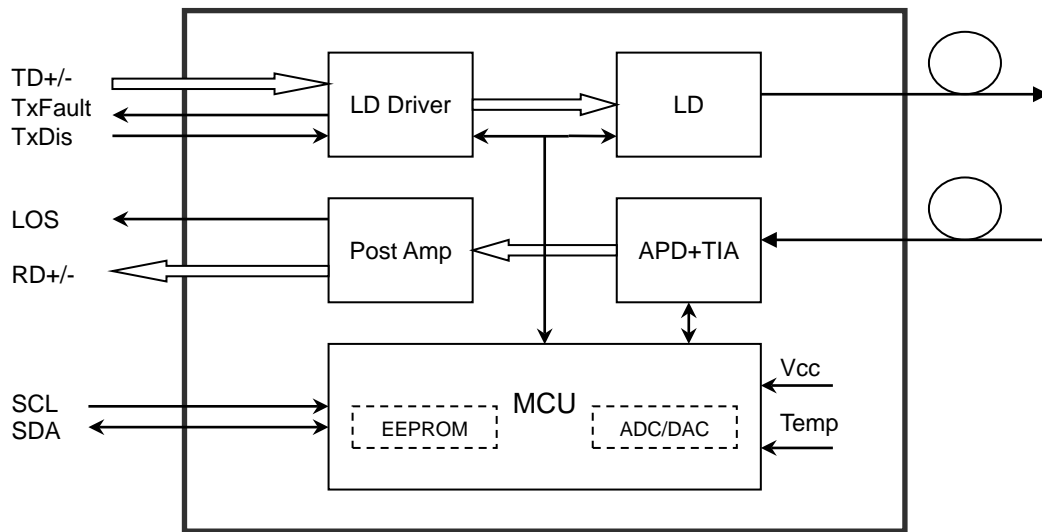 TD+/-
TxFault
TxDis
LD Driver
LD
LOS
RD+/-
Post Amp
APD+TIA
SCL
SDA
MCU
EEPROM
ADC/DAC
Vcc
Temp